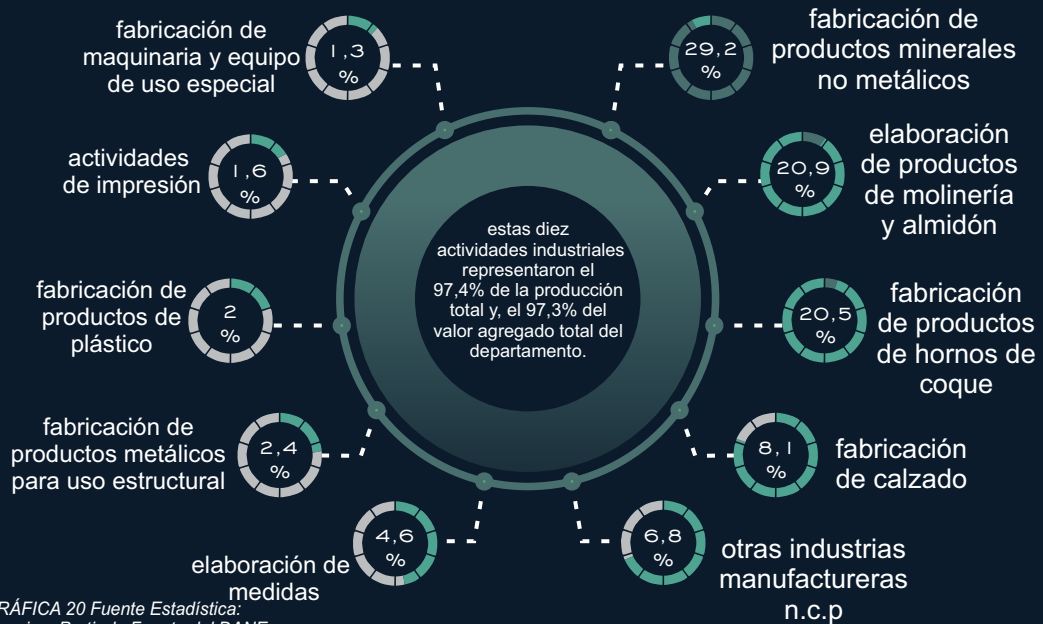 fabricación de
maquinaria y equipo
de uso especial
1,3
%
fabricación de
productos minerales
no metálicos
29,2
%
actividades
de impresión
1,6
%
elaboración
de productos
de molinería
y almidón
20,9
%
estas diez
actividades industriales
representaron el
97,4% de la producción
total y, el 97,3% del
valor agregado total del
departamento.
fabricación de
productos de
plástico
2
%
fabricación
de productos
de hornos de
coque
20,5
%
fabricación de
productos metálicos
para uso estructural
2,4
%
fabricación
de calzado
8,1
%
elaboración de
medidas
4,6
%
otras industrias
manufactureras
n.c.p
6,8
%
RÁFICA 20 Fuente Estadística: